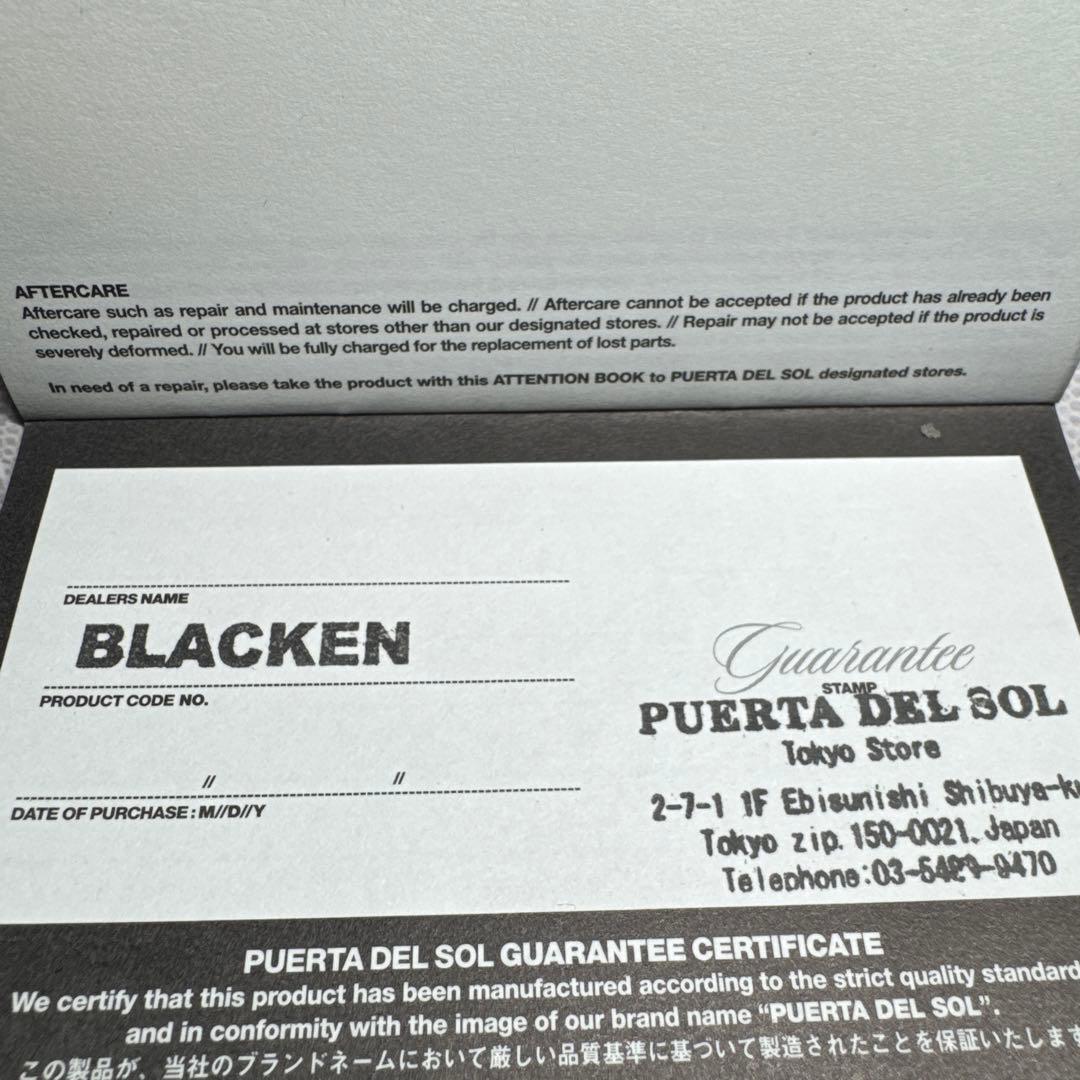 AFTERCARE
Aftercare such as repair and maintenance will be charged. // Aftercare cannot be accepted if the product has already been
checked, repaired or processed at stores other than our designated stores. // Repair may not be accepted if the product is
severely deformed. // You will be fully charged for the replacement of lost parts.
In need of a repair, please take the product with this ATTENTION BOOK to PUERTA DEL SOL designated stores.
DEALERS NAME
BLACKEN
PRODUCT CODE NO.
// //
DATE OF PURCHASE : M//D//Y
Guarantee
STAMP
PUERTA DEL SOL
Tokyo Store
2-7-1 1F Ebisunishi Shibuya-ku
Tokyo zip. 150-0021. Japan
Telephone:
PUERTA DEL SOL GUARANTEE CERTIFICATE
We certify that this product has been manufactured according to the strict quality standard
and in conformity with the image of our brand name “PUERTA DEL SOL”.
この製品が、当社のブランドネームにおいて厳しい品質基準に基づいて製造されたことを保証いたします